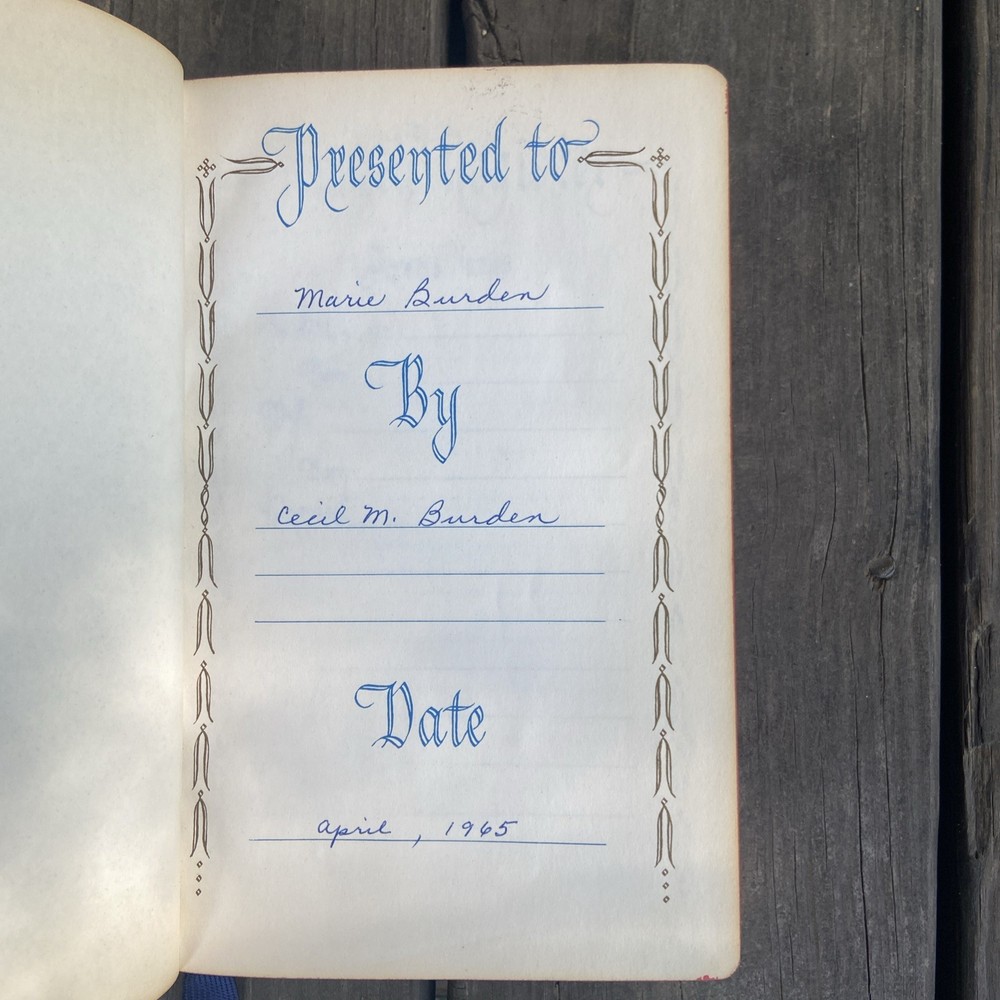 Presented to
Marie Burden
By
Cecil M. Burden
Date
April, 1965